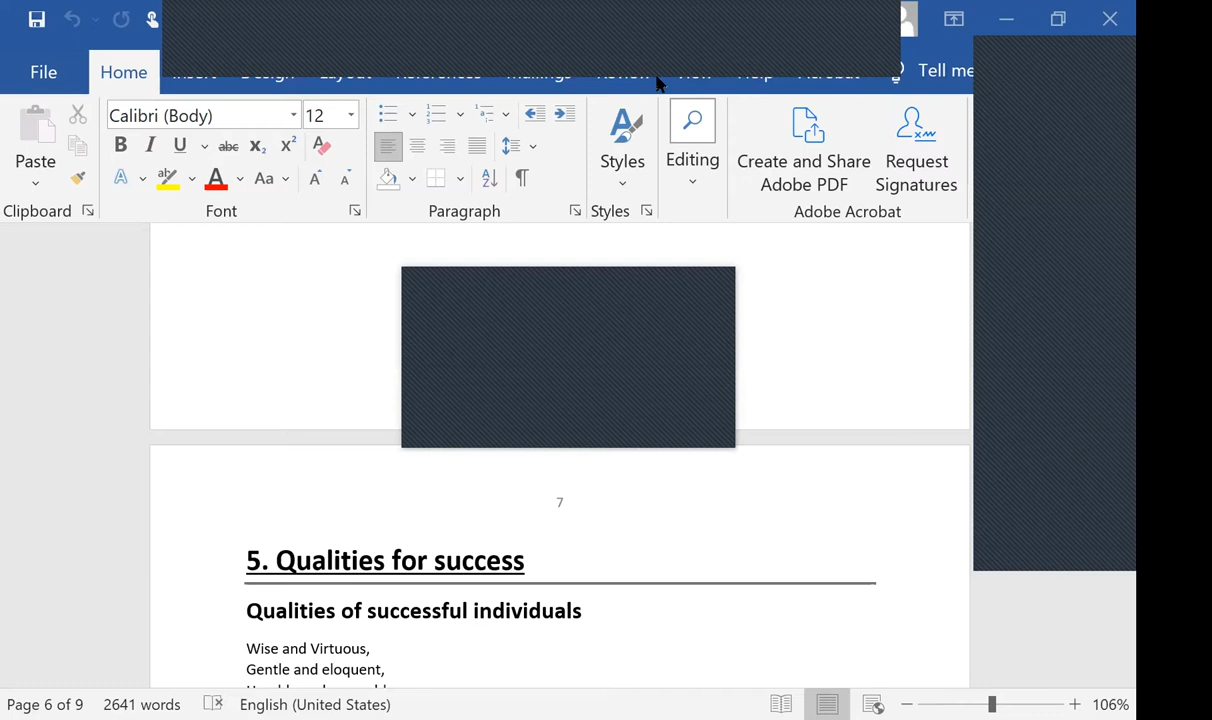 File
Home
Tell me
Calibri (Body)
12
Paste
Styles
Editing
Create and Share
Adobe PDF
Request
Signatures
Clipboard
Font
Paragraph
Styles
Adobe Acrobat
7
5. Qualities for success
Qualities of successful individuals
Wise and Virtuous,
Gentle and eloquent,
Page 6 of 9
2641 words
English (United States)
106%